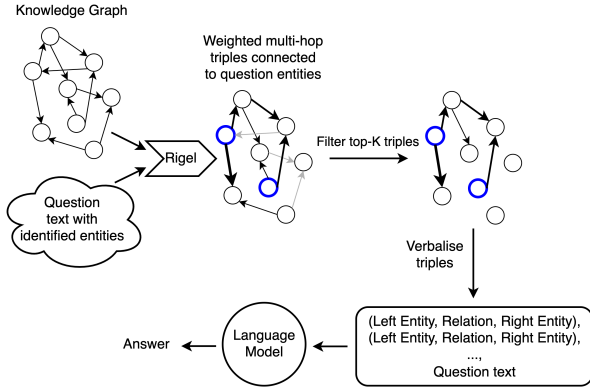 Knowledge Graph
Weighted multi-hop
triples connected
to question entities
Rigel
Filter top-K triples
Question
text with
identified entities
Verbalise
triples
(Left Entity, Relation, Right Entity),
(Left Entity, Relation, Right Entity),
...,
Question text
Language
Model
Answer